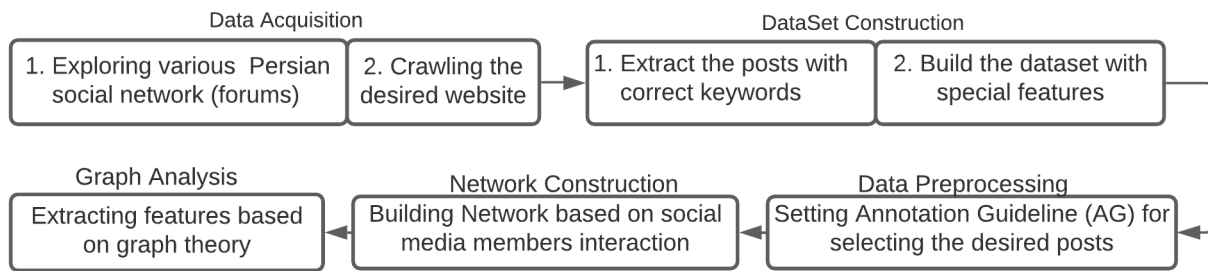 Data Acquisition
1. Exploring various Persian
social network (forums)
2. Crawling the
desired website
DataSet Construction
1. Extract the posts with
correct keywords
2. Build the dataset with
special features
Data Preprocessing
Setting Annotation Guideline (AG) for
selecting the desired posts
Network Construction
Building Network based on social
media members interaction
Graph Analysis
Extracting features based
on graph theory